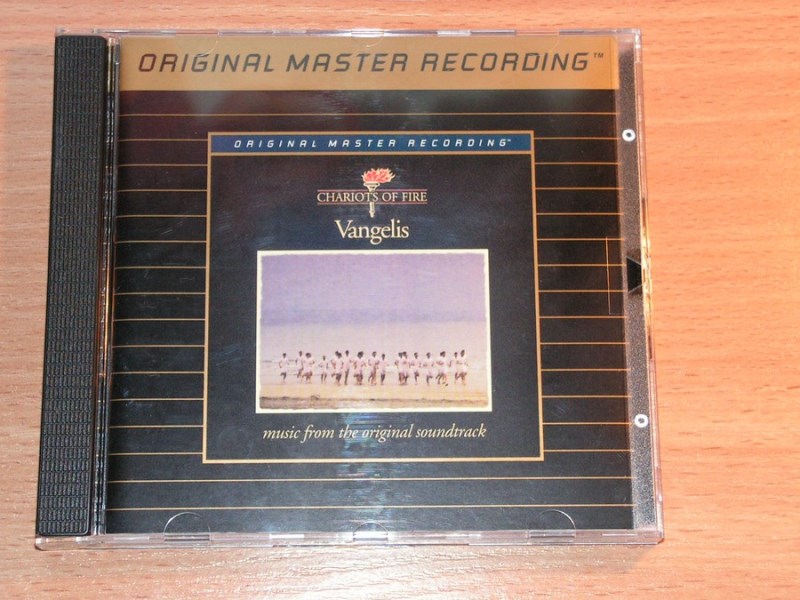 ORIGINAL MASTER RECORDING™
ORIGINAL MASTER RECORDING™
CHARIOTS OF FIRE
Vangelis
music from the original soundtrack